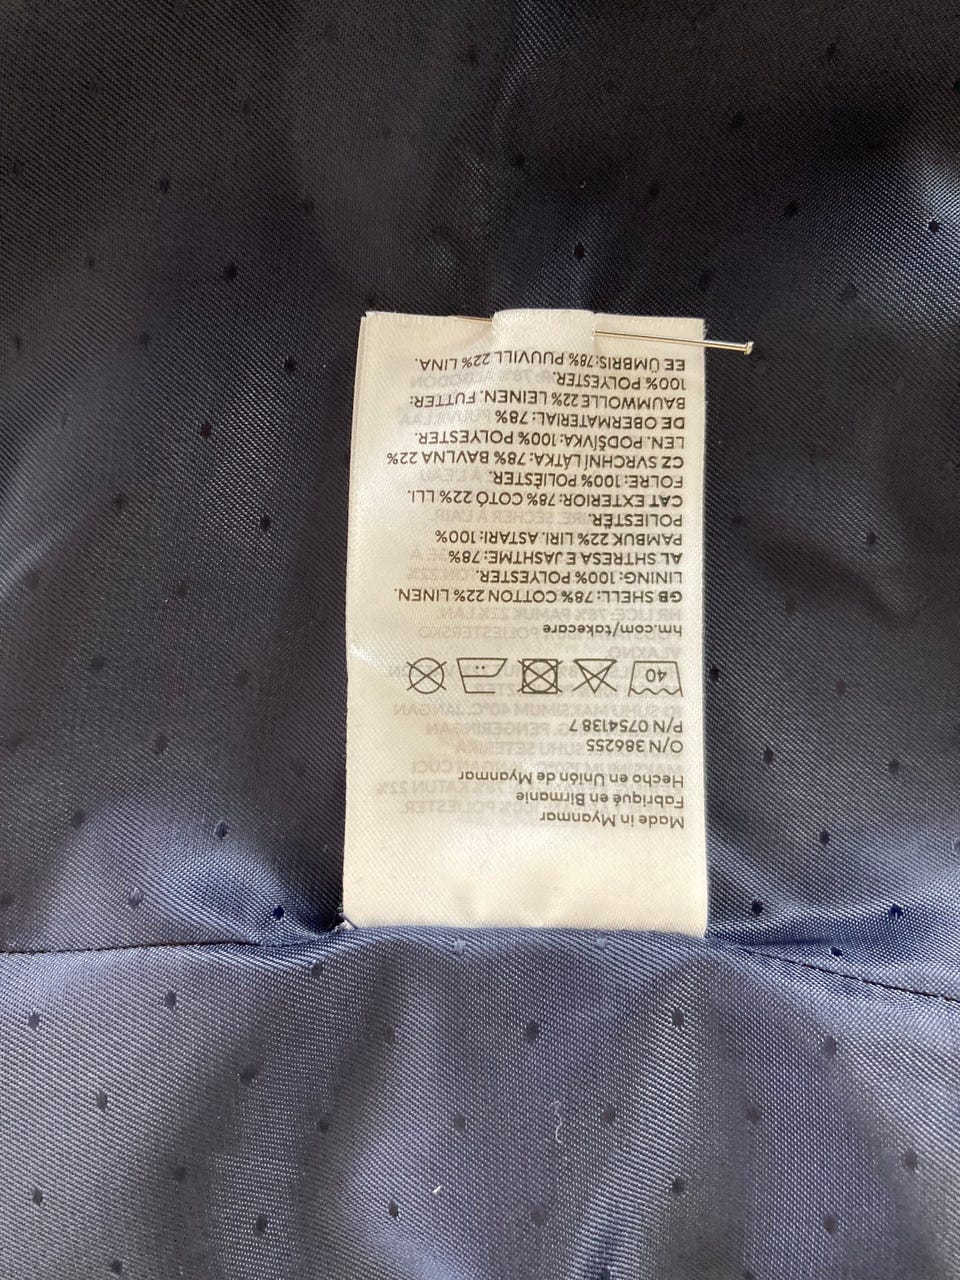 Made in Myanmar
Fabriqué en Birmanie
Hecho en Unión de Myanmar
O/N 386255
P/N 0754138 7
40
hm.com/takecare
GB SHELL: 78% COTTON 22% LINEN.
LINING: 100% POLYESTER.
AL SHTRESA E JASHTME: 78%
PAMBUK 22% LIRI. ASTARI: 100%
POLIESTËR.
CAT EXTERIOR: 78% COTÓ 22% LLI.
FOLRE: 100% POLIÈSTER.
CZ SVRCHNÍ LÁTKA: 78% BAVLNA 22%
LEN. PODŠÍVKA: 100% POLYESTER.
DE OBERMATERIAL: 78%
BAUMWOLLE 22% LEINEN. FUTTER:
100% POLYESTER.
EE ÜMBRIS: 78% PUUVILL 22% LINA.